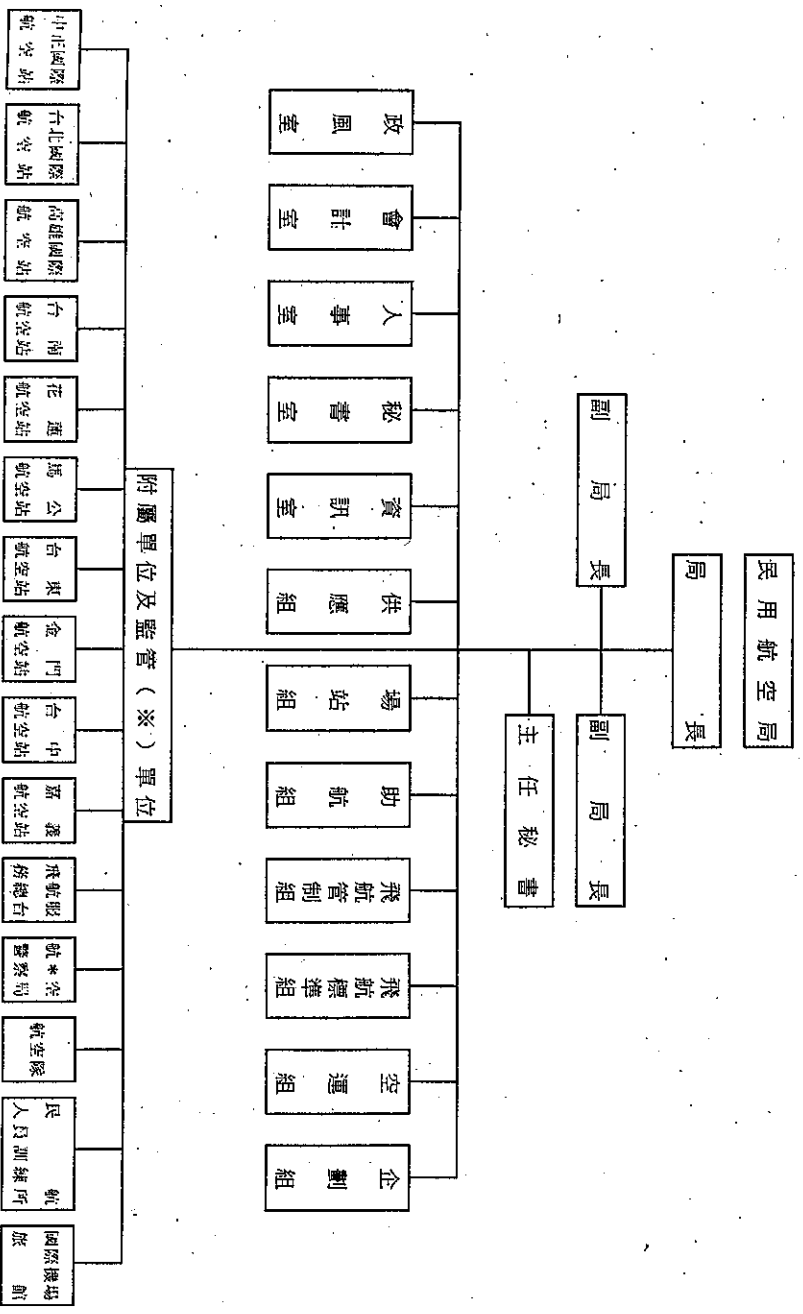 民用航空局
局長
副局長
副局長
主任秘書
政風室
會計室
人事室
秘書室
資訊室
供應組
場站組
助航組
飛航管制組
飛航標準組
空運組
企劃組
附屬單位及監管(※)單位
中正國際
航空站
台北國際
航空站
高雄國際
航空站
台南
航空站
花蓮
航空站
馬公
航空站
台東
航空站
金門
航空站
台中
航空站
嘉義
航空站
飛航服
務總台
航*空
警察局
航空隊
民航
人員訓練所
國際機場
旅館